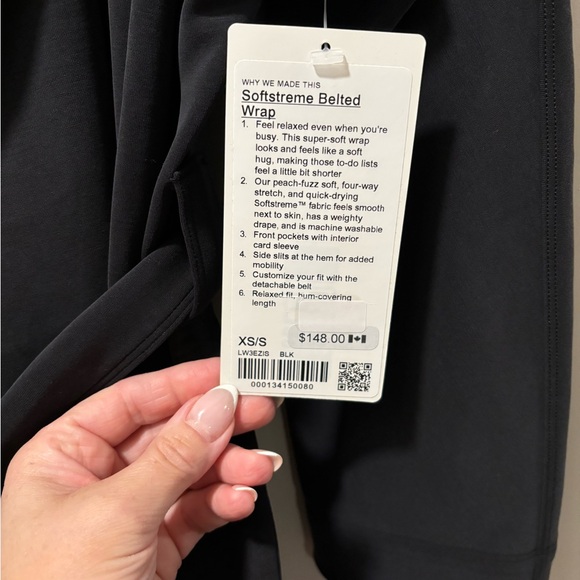 WHY WE MADE THIS
Softstreme Belted
Wrap
1. Feel relaxed even when you're
busy. This super-soft wrap
looks and feels like a soft
hug, making those to-do lists
feel a little bit shorter
2. Our peach-fuzz soft, four-way
stretch, and quick-drying
Softstreme™ fabric feels smooth
next to skin, has a weighty
drape, and is machine washable
3. Front pockets with interior
card sleeve
4. Side slits at the hem for added
mobility
5. Customize your fit with the
detachable belt
6. Relaxed fit, bum-covering
length
$148.00
XS/S
LW3EZIS BLK
000134150080